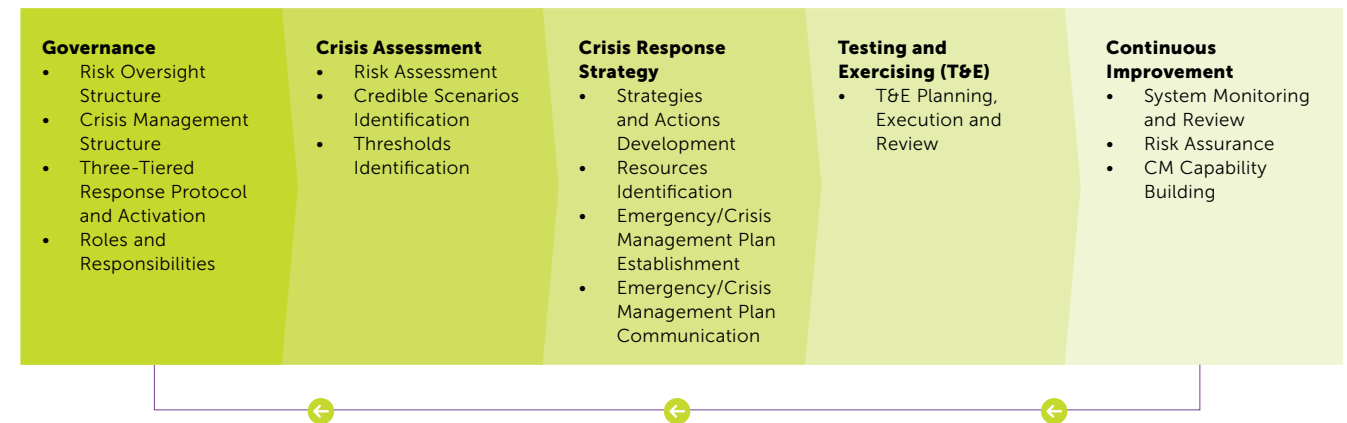 Governance
• Risk Oversight
Structure
• Crisis Management
Structure
• Three-Tiered
Response Protocol
and Activation
• Roles and
Responsibilities
Crisis Assessment
• Risk Assessment
• Credible Scenarios
Identification
• Thresholds
Identification
Crisis Response
Strategy
• Strategies
and Actions
Development
• Resources
Identification
• Emergency/Crisis
Management Plan
Establishment
• Emergency/Crisis
Management Plan
Communication
Testing and
Exercising (T&E)
• T&E Planning,
Execution and
Review
Continuous
Improvement
• System Monitoring
and Review
• Risk Assurance
• CM Capability
Building